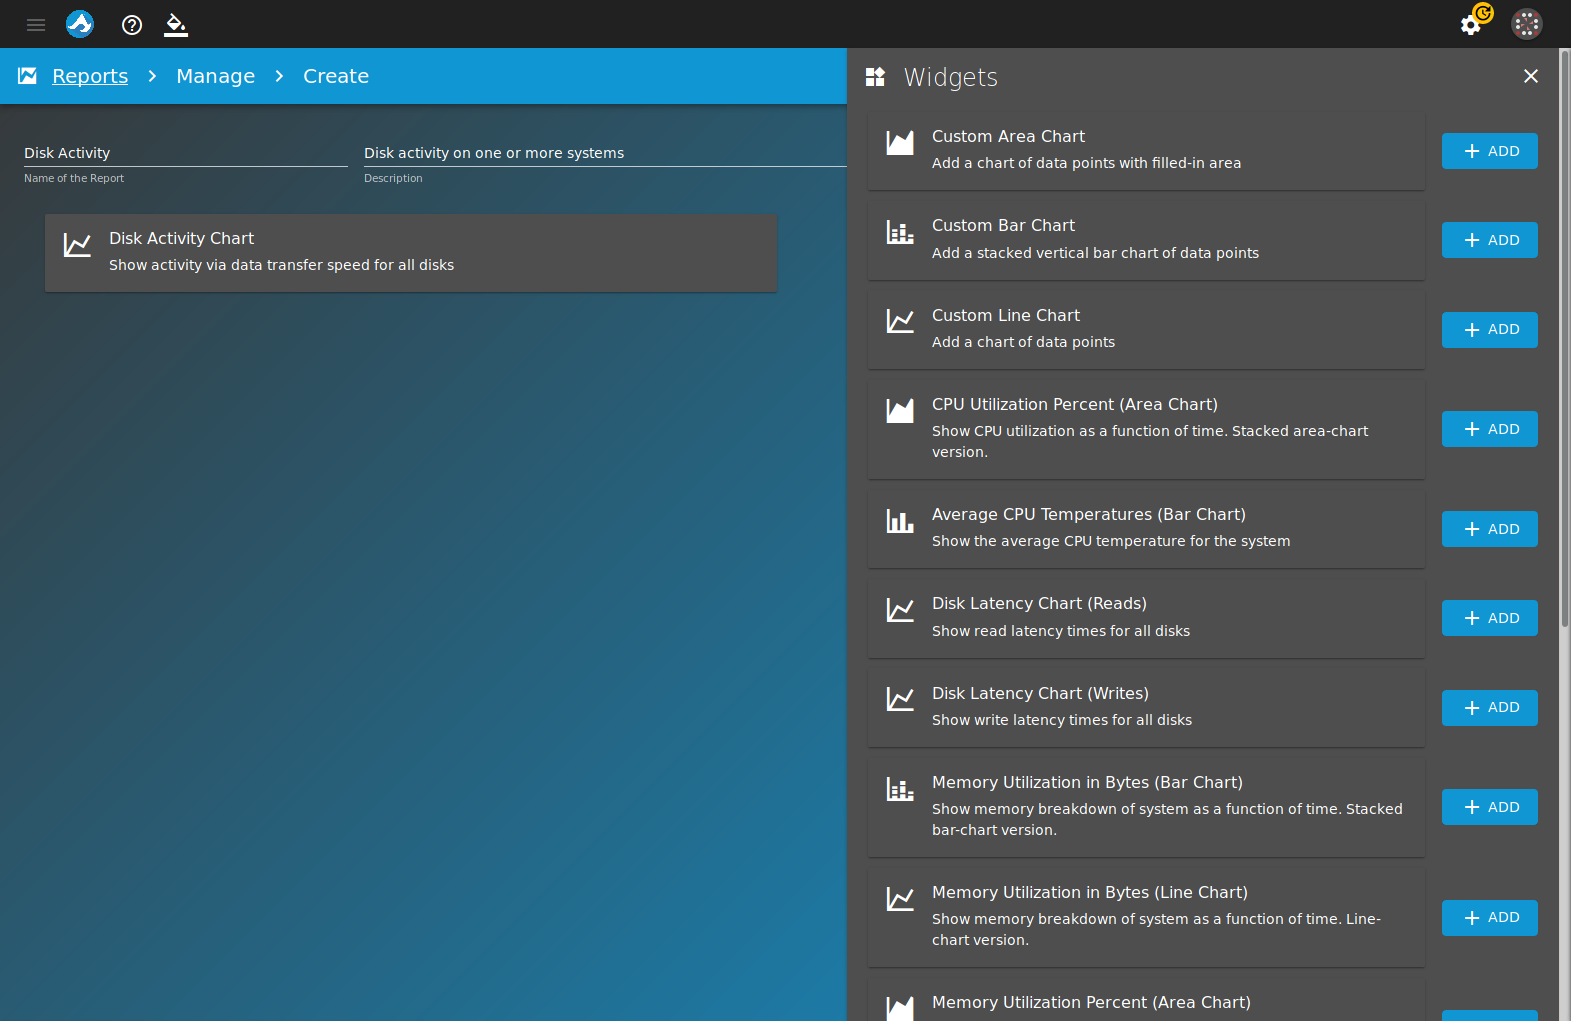 Reports > Manage > Create
Disk Activity
Name of the Report
Disk activity on one or more systems
Description
Disk Activity Chart
Show activity via data transfer speed for all disks
Widgets
Custom Area Chart
Add a chart of data points with filled-in area
ADD
Custom Bar Chart
Add a stacked vertical bar chart of data points
ADD
Custom Line Chart
Add a chart of data points
ADD
CPU Utilization Percent (Area Chart)
Show CPU utilization as a function of time. Stacked area-chart
version.
ADD
Average CPU Temperatures (Bar Chart)
Show the average CPU temperature for the system
ADD
Disk Latency Chart (Reads)
Show read latency times for all disks
ADD
Disk Latency Chart (Writes)
Show write latency times for all disks
ADD
Memory Utilization in Bytes (Bar Chart)
Show memory breakdown of system as a function of time. Stacked
bar-chart version.
ADD
Memory Utilization in Bytes (Line Chart)
Show memory breakdown of system as a function of time. Line-
chart version.
ADD
Memory Utilization Percent (Area Chart)